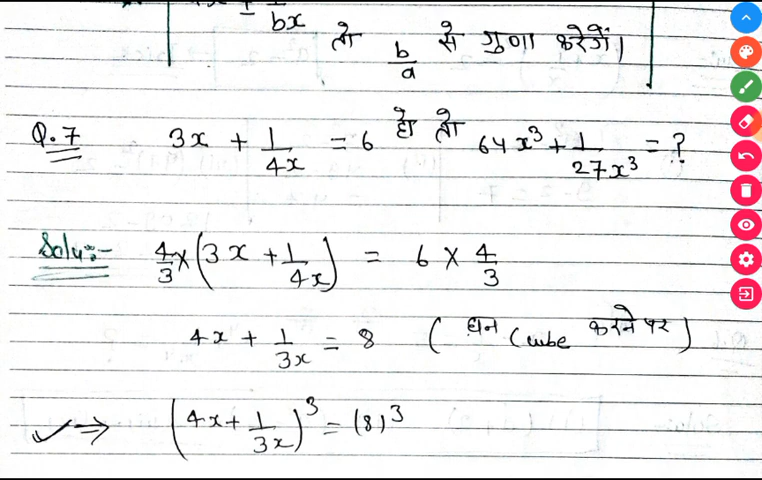 bx
तो b/a से गुणा करेगें।
Q.7 3x + 1/4x = 6 हो तो 64x³ + 1/27x³ = ?
Solu:- 4/3 × (3x + 1/4x) = 6 × 4/3
4x + 1/3x = 8 (घन Cube करने पर)
✓⇒ (4x + 1/3x)³ = (8)³